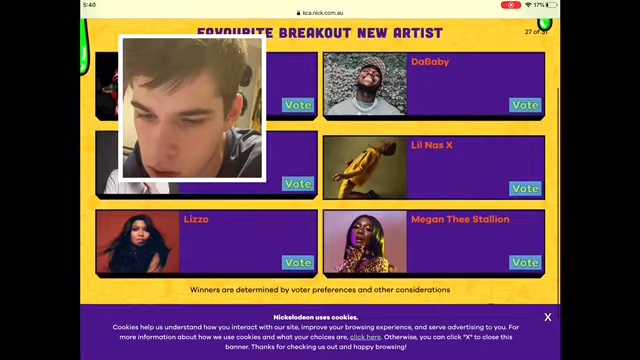 5:40
kca.nick.com.au
17%
FAVOURITE BREAKOUT NEW ARTIST
27 of 31
DaBaby
Vote
Vote
Lil Nas X
Vote
Vote
Lizzo
Megan Thee Stallion
Vote
Vote
Winners are determined by voter preferences and other considerations
Nickelodeon uses cookies.
X
Cookies help us understand how you interact with our site, improve your browsing experience, and serve advertising to you. For
more information about how we use cookies and what your choices are, click here. Otherwise, you can click "X" to close this
banner. Thanks for checking us out and happy browsing!